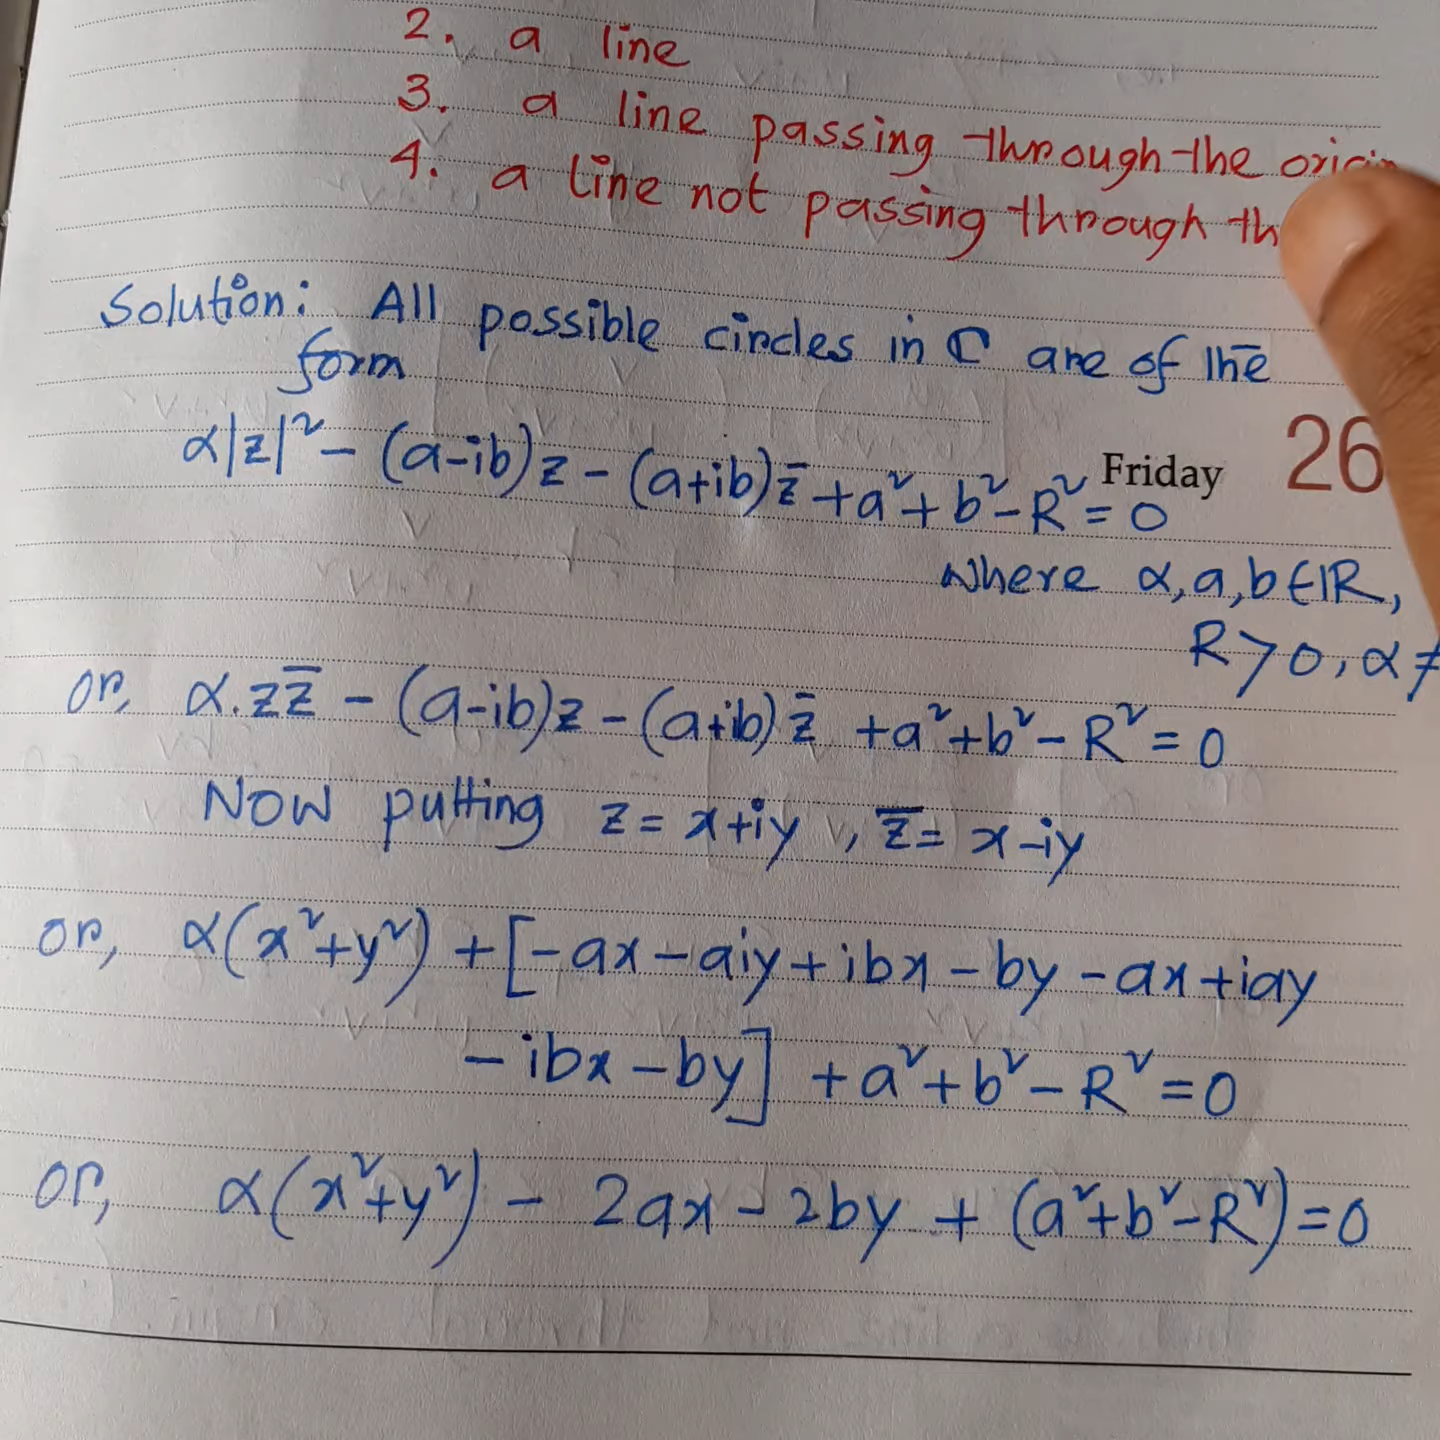 2. a line
3. a line passing through the origin
4. a line not passing through
Solution: All possible circles in ℂ are of the
form
α|z|² - (a-ib)z - (a+ib)z̄ + a² + b² - R² = 0
Friday 26
where α, a, b ∈ ℝ,
R > 0, α ≠
or, α.zz̄ - (a-ib)z - (a+ib)z̄ + a² + b² - R² = 0
Now putting z = x+iy, z̄ = x-iy
or, α(x²+y²) + [-ax - aiy + ibx - by - ax + iay
- ibx - by] + a² + b² - R² = 0
or, α(x²+y²) - 2ax - 2by + (a²+b²-R²) = 0